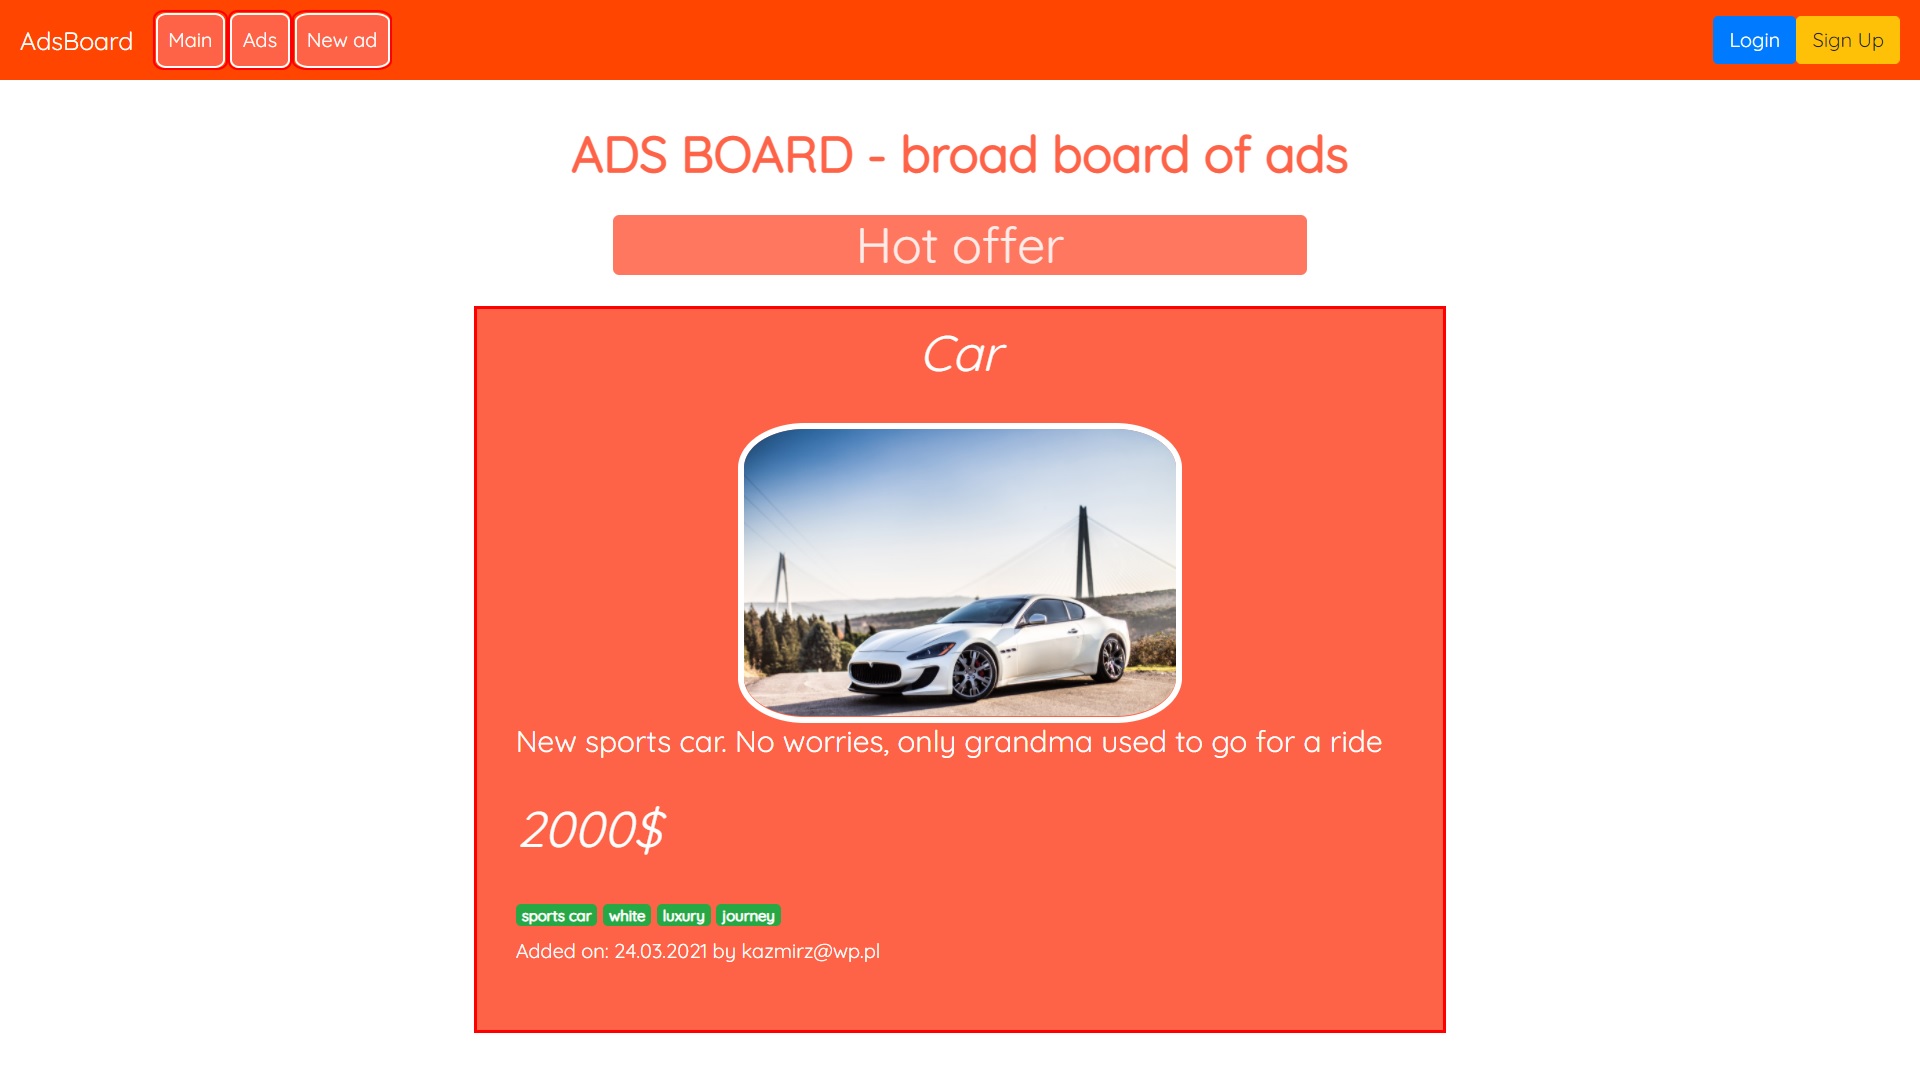 AdsBoard Main Ads New ad Login Sign Up
ADS BOARD - broad board of ads
Hot offer
Car
New sports car. No worries, only grandma used to go for a ride
2000$
sports car white luxury journey
Added on: 24.03.2021 by kazmirz@wp.pl